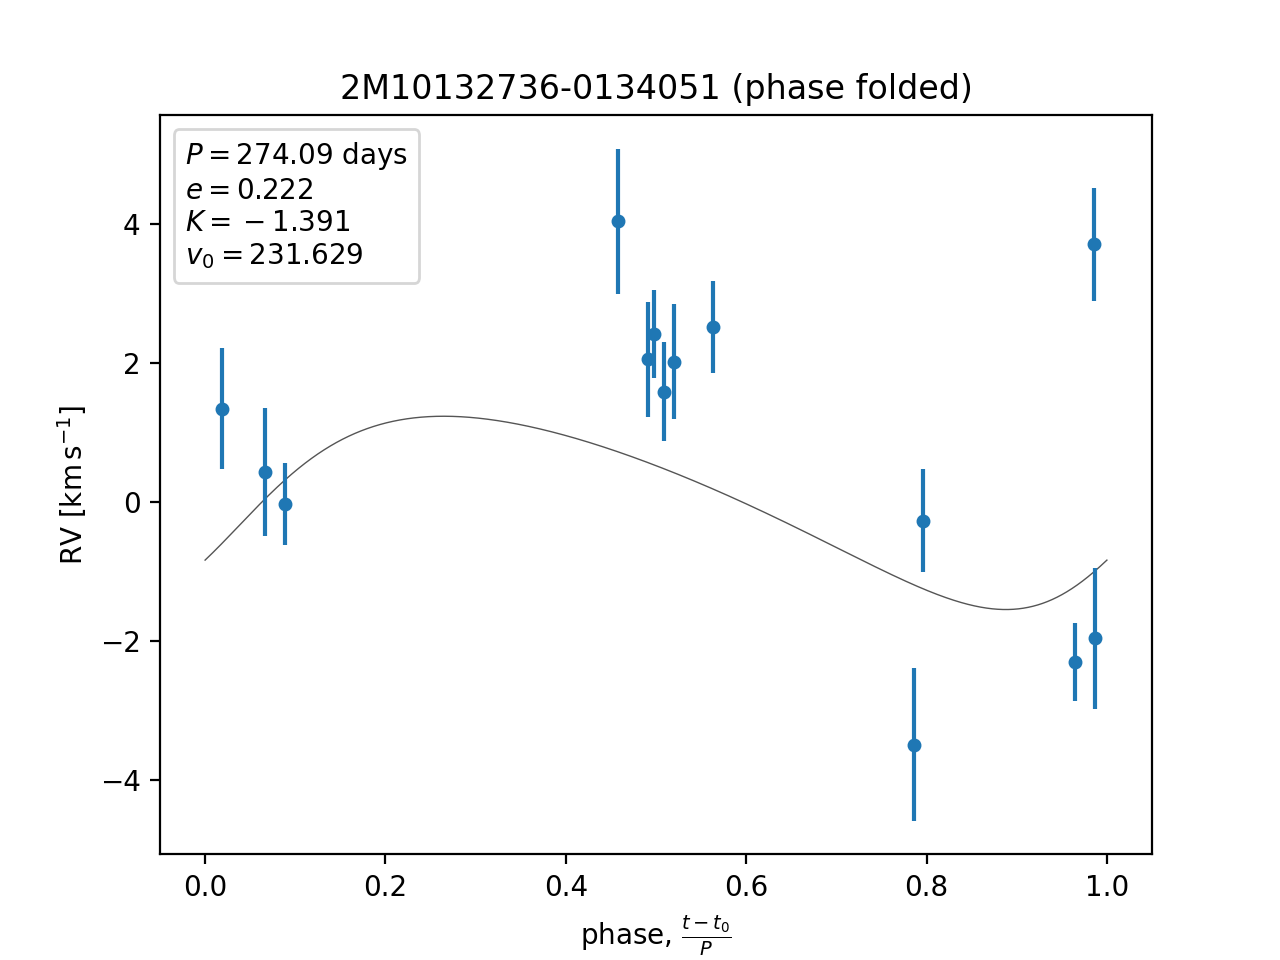 2M10132736-0134051 (phase folded)
P = 274.09 days
e = 0.222
K = −1.391
v₀ = 231.629
4
2
0
−2
−4
RV [km s⁻¹]
0.0 0.2 0.4 0.6 0.8 1.0
phase, (t − t₀)/P